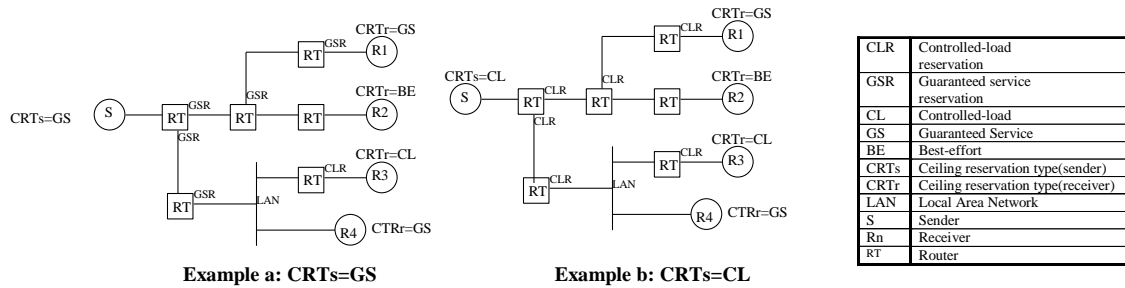 CRTr=GS
GSR
RT
R1
CRTr=BE
CRTs=GS
S
GSR
RT
GSR
RT
RT
R2
GSR
CRTr=CL
GSR
RT
LAN
RT
CLR
R3
R4
CTRr=GS
Example a: CRTs=GS
CRTr=GS
CLR
RT
R1
CRTs=CL
CRTr=BE
S
CLR
RT
CLR
RT
RT
R2
CLR
CRTr=CL
CLR
RT
LAN
RT
CLR
R3
R4
CTRr=GS
Example b: CRTs=CL
CLR Controlled-load
reservation
GSR Guaranteed service
reservation
CL Controlled-load
GS Guaranteed Service
BE Best-effort
CRTs Ceiling reservation type(sender)
CRTr Ceiling reservation type(receiver)
LAN Local Area Network
S Sender
Rn Receiver
RT Router